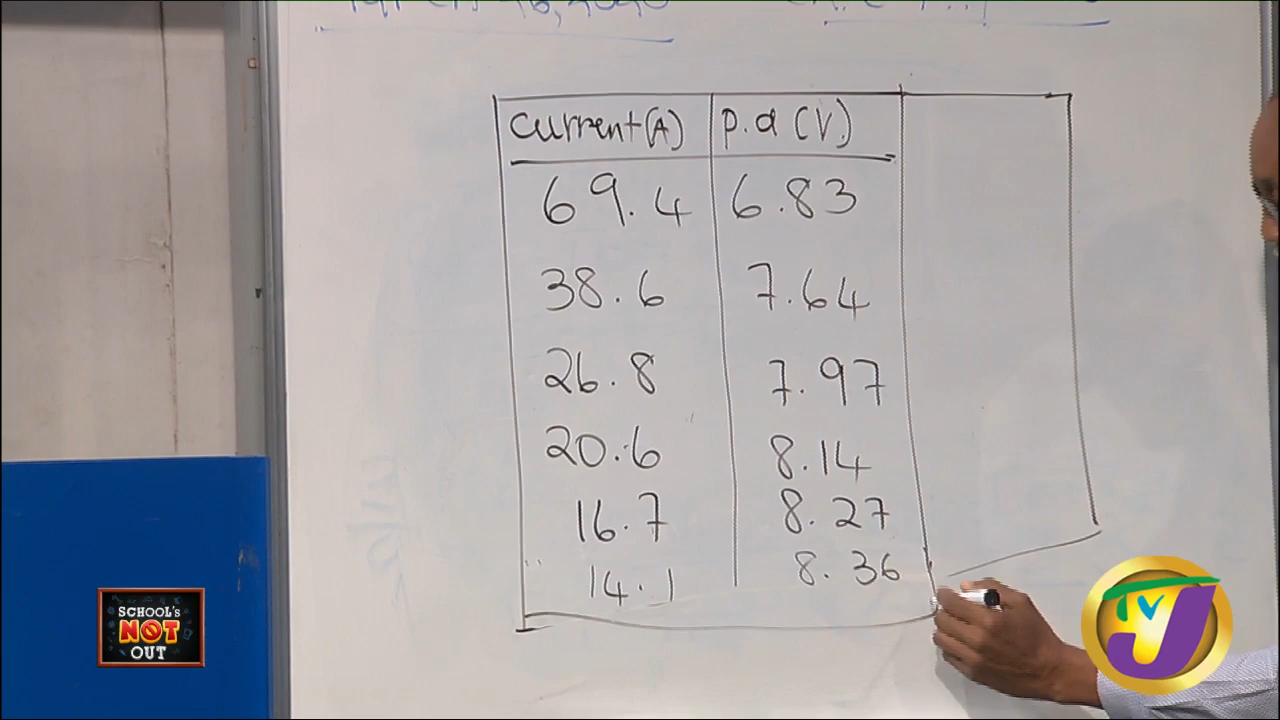 Current(A) p.d (V)
69.4 6.83
38.6 7.64
26.8 7.97
20.6 8.14
16.7 8.27
14.1 8.36
SCHOOL's
NOT
OUT
TVJ